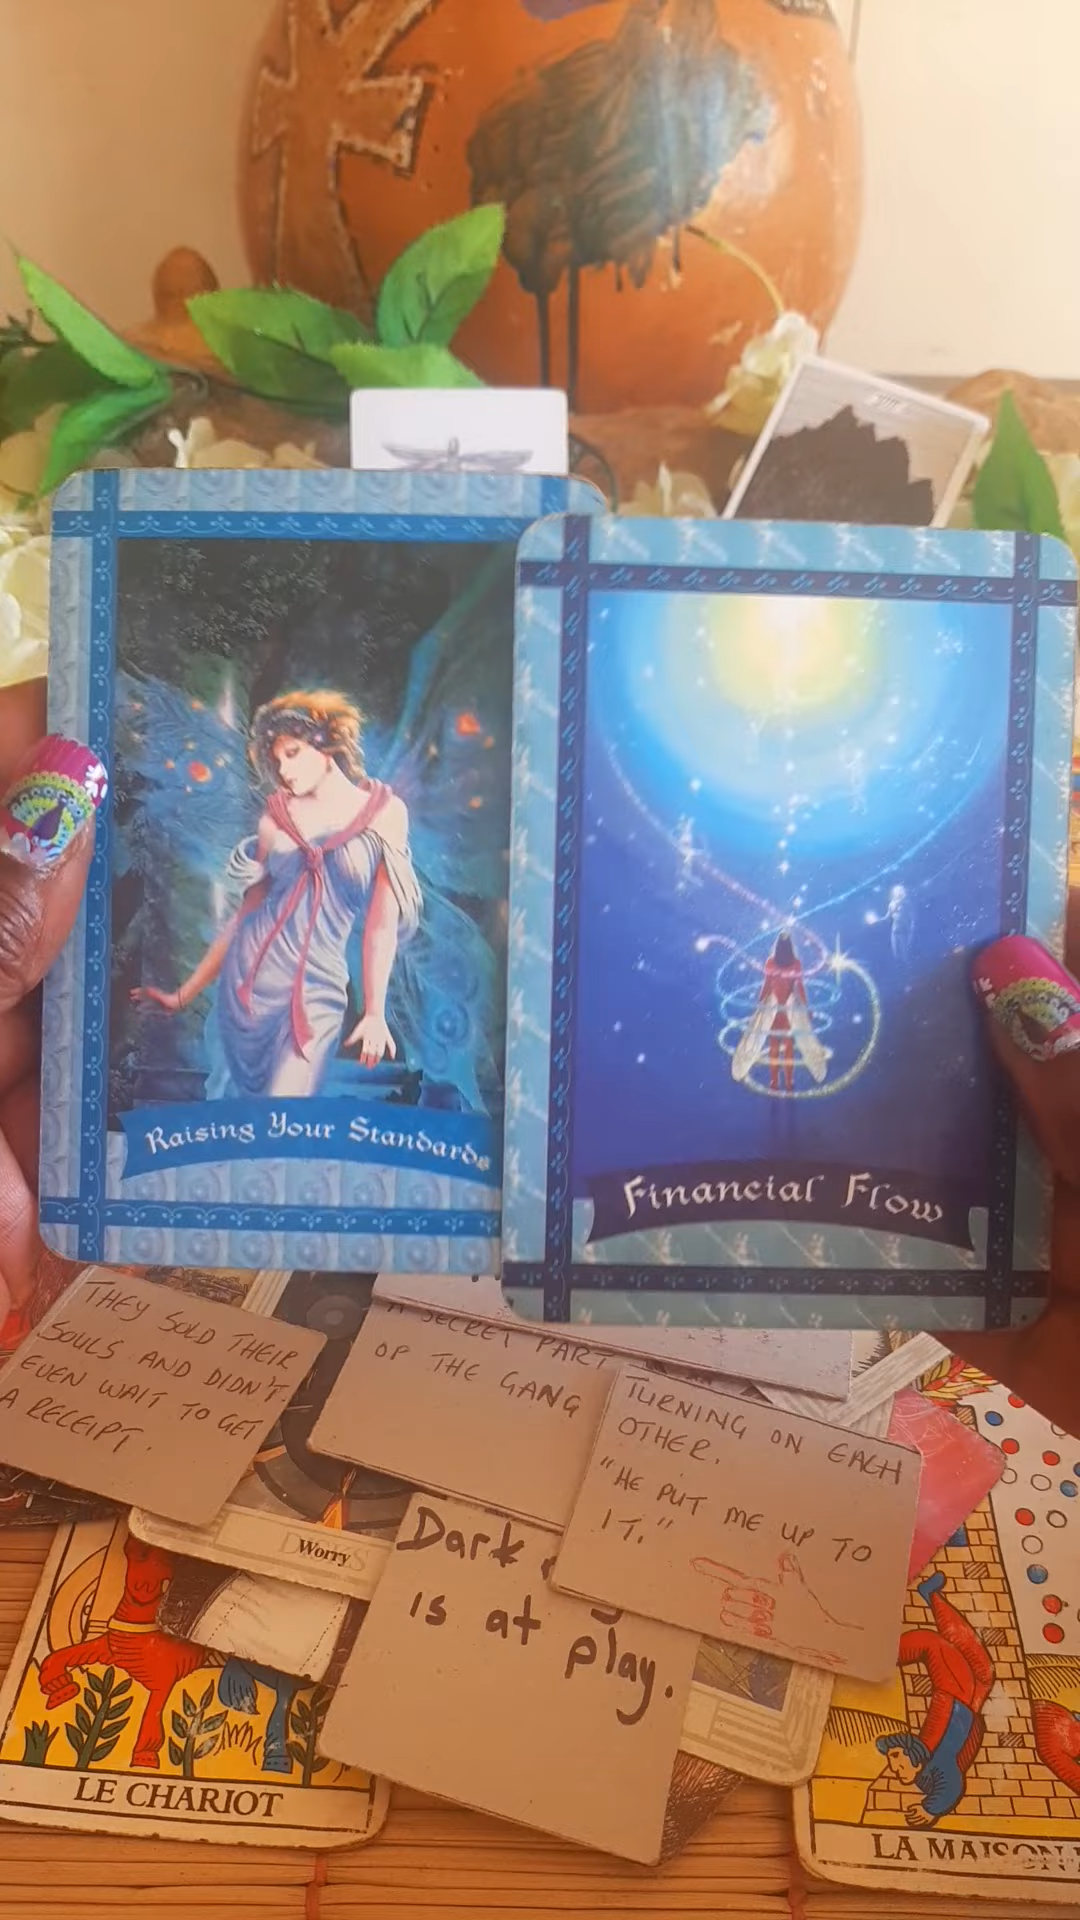 Raising Your Standards
Financial Flow
THEY SOLD THEIR
SOULS AND DIDN'T
EVEN WAIT TO GET
A RECEIPT.
A SECRET PART
OF THE GANG
TURNING ON EACH
OTHER.
"HE PUT ME UP TO
IT."
Worry
Dark
is at play.
LE CHARIOT
LA MAISON